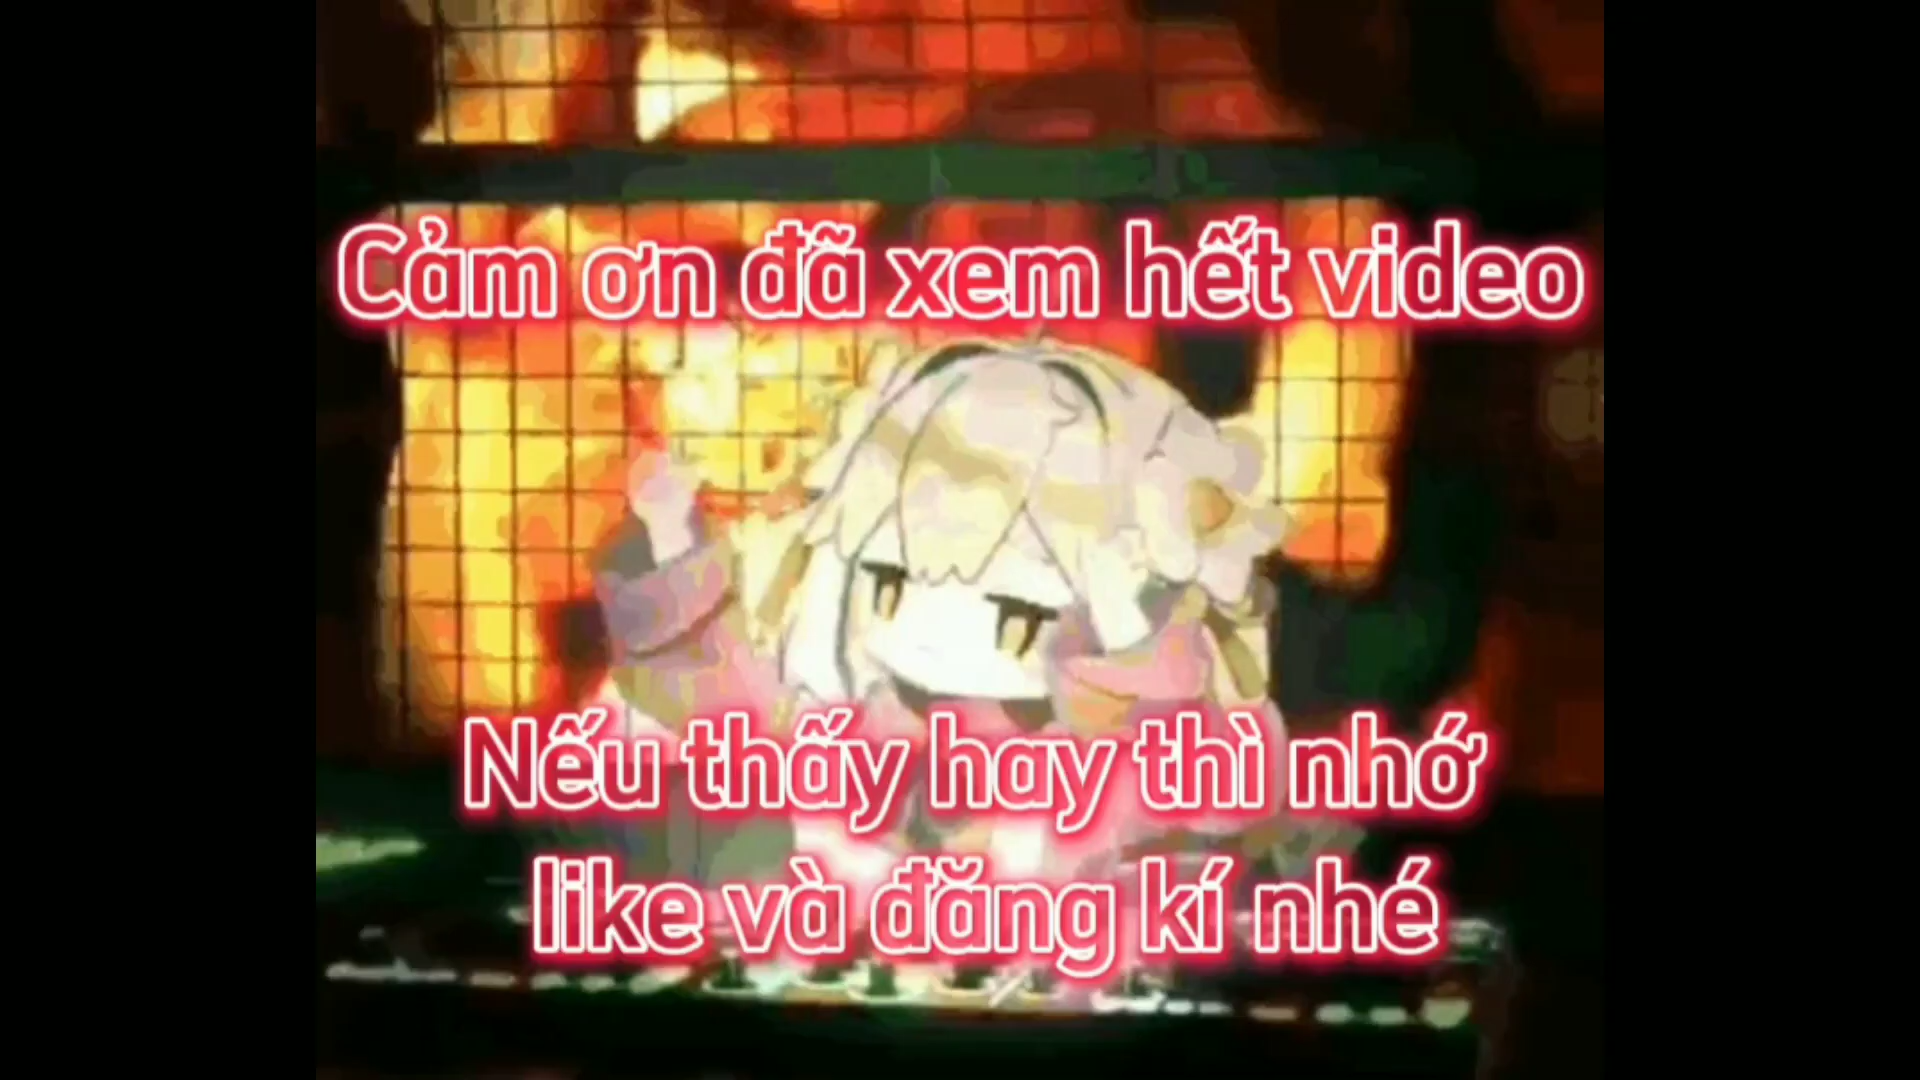 Cảm ơn đã xem hết video
Nếu thấy hay thì nhớ
like và đăng kí nhé